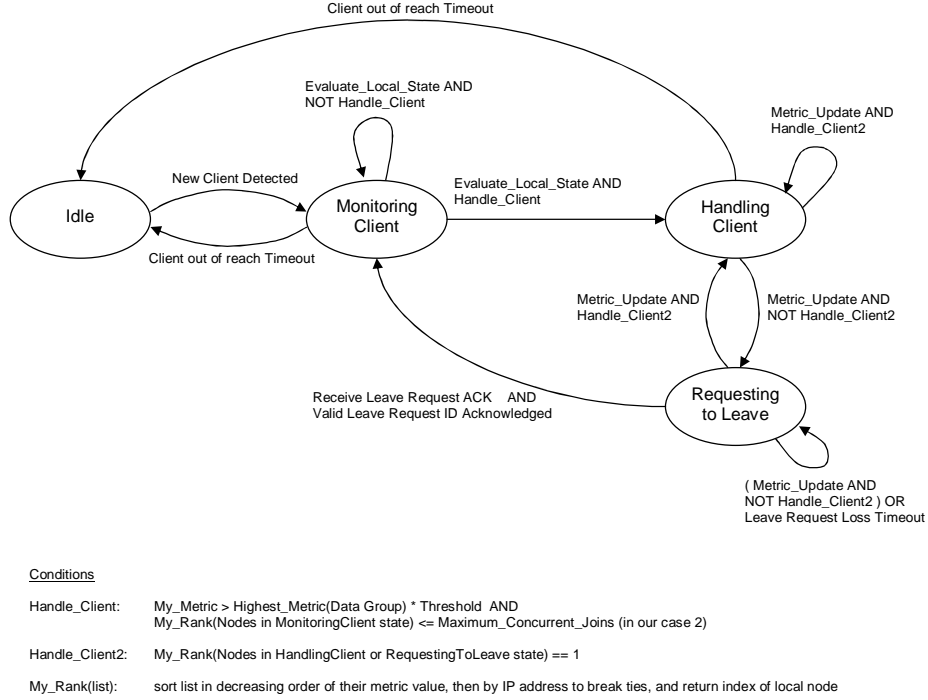 Client out of reach Timeout
Evaluate_Local_State AND
NOT Handle_Client
Metric_Update AND
Handle_Client2
New Client Detected
Evaluate_Local_State AND
Handle_Client
Idle
Monitoring
Client
Handling
Client
Client out of reach Timeout
Metric_Update AND
Handle_Client2
Metric_Update AND
NOT Handle_Client2
Receive Leave Request ACK AND
Valid Leave Request ID Acknowledged
Requesting
to Leave
( Metric_Update AND
NOT Handle_Client2 ) OR
Leave Request Loss Timeout
Conditions
Handle_Client: My_Metric > Highest_Metric(Data Group) * Threshold AND
My_Rank(Nodes in MonitoringClient state) <= Maximum_Concurrent_Joins (in our case 2)
Handle_Client2: My_Rank(Nodes in HandlingClient or RequestingToLeave state) == 1
My_Rank(list): sort list in decreasing order of their metric value, then by IP address to break ties, and return index of local node